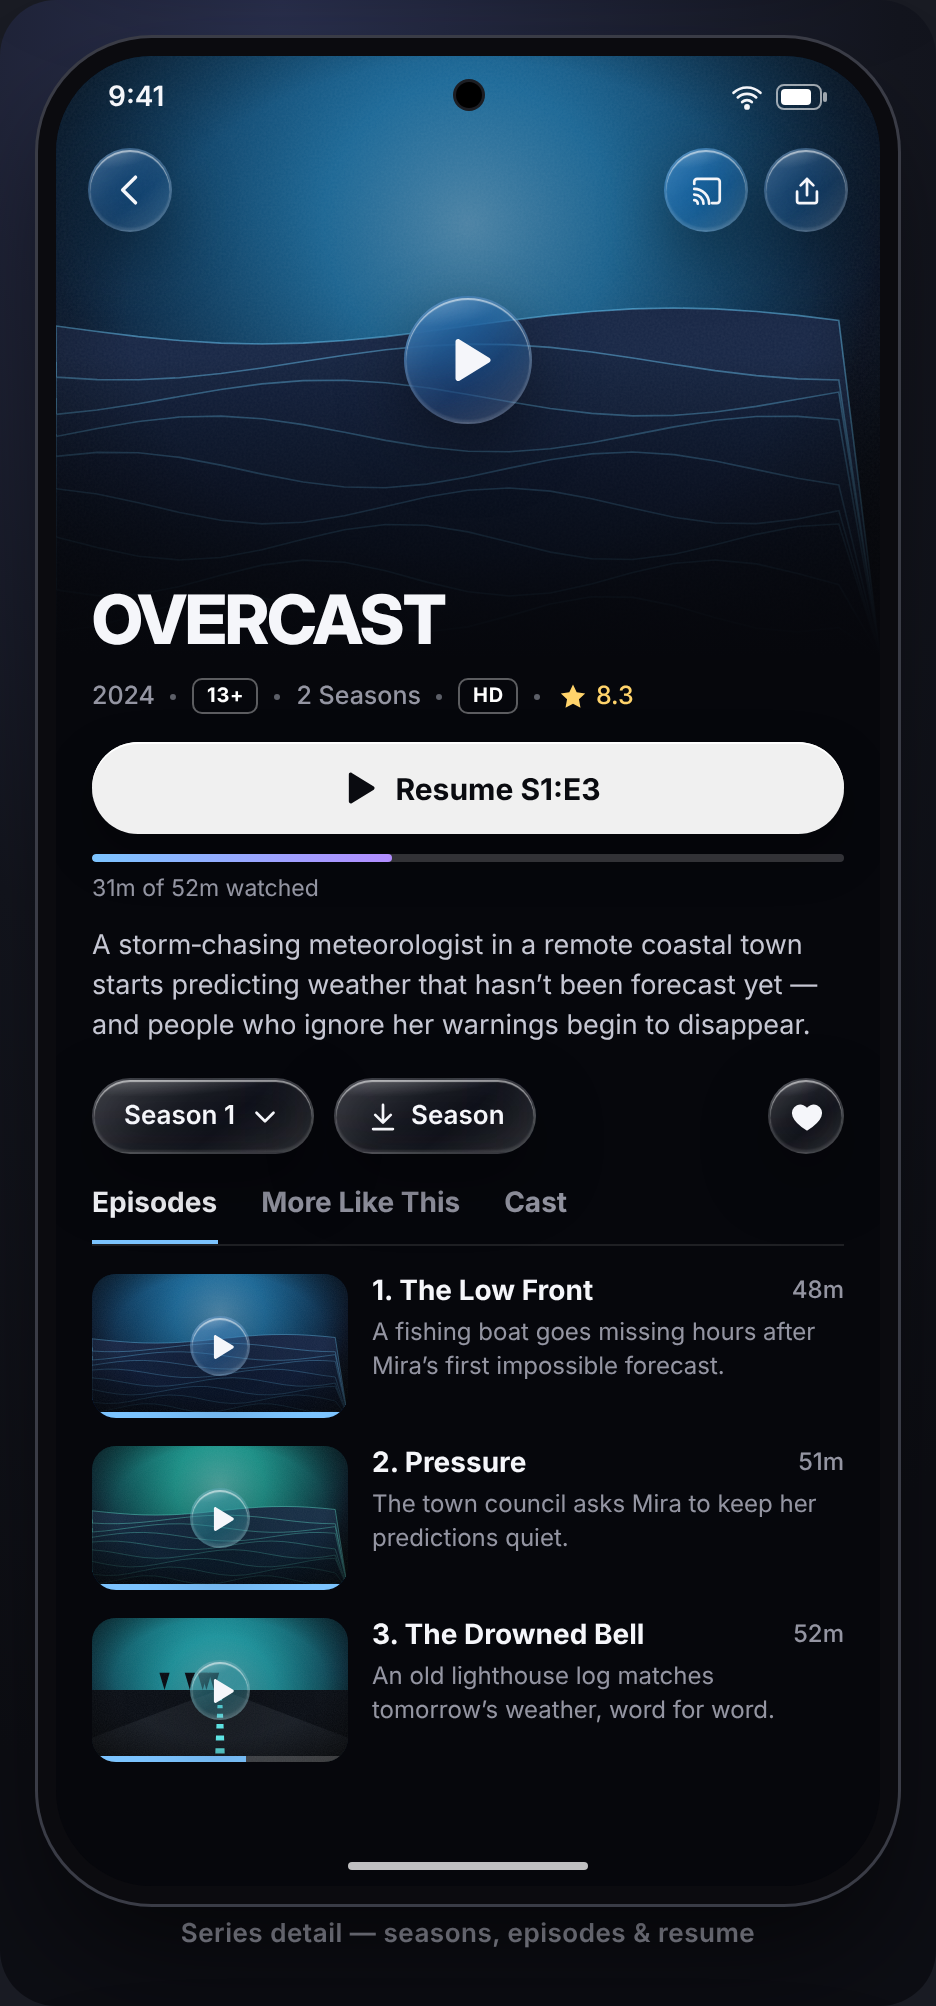 9:41
OVERCAST
2024 • 13+ • 2 Seasons • HD • ★ 8.3
Resume S1:E3
31m of 52m watched
A storm-chasing meteorologist in a remote coastal town
starts predicting weather that hasn’t been forecast yet —
and people who ignore her warnings begin to disappear.
Season 1 Season
Episodes More Like This Cast
1. The Low Front 48m
A fishing boat goes missing hours after
Mira’s first impossible forecast.
2. Pressure 51m
The town council asks Mira to keep her
predictions quiet.
3. The Drowned Bell 52m
An old lighthouse log matches
tomorrow’s weather, word for word.
Series detail — seasons, episodes & resume